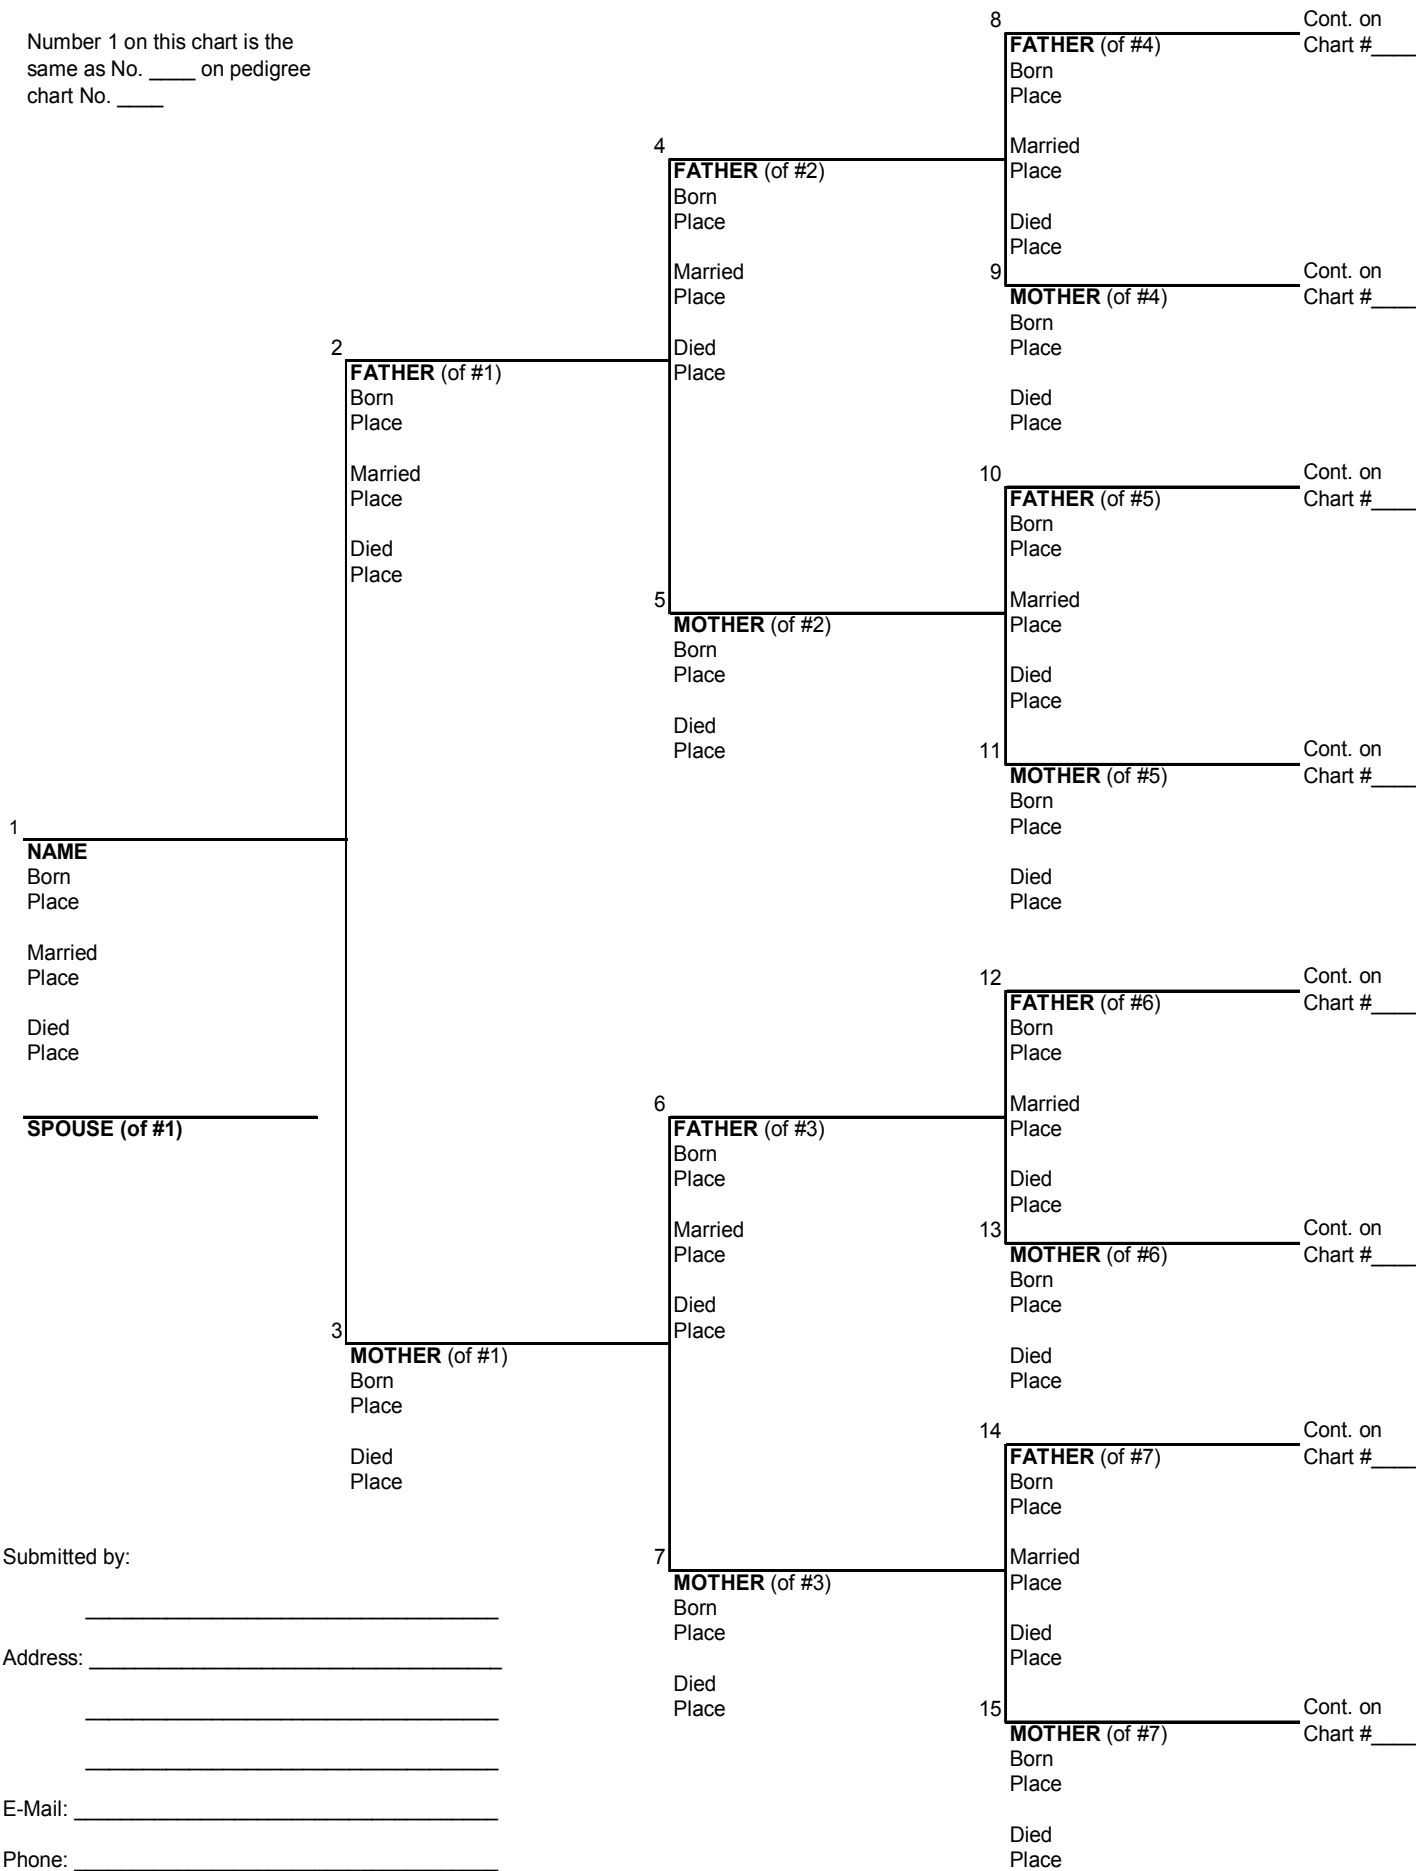 Number 1 on this chart is the
same as No. ____ on pedigree
chart No. ____
8
Cont. on
FATHER (of #4)
Chart #____
Born
Place
Married
Place
Died
Place
4
FATHER (of #2)
Born
Place
Married
Place
Died
Place
9
Cont. on
MOTHER (of #4)
Chart #____
Born
Place
Died
Place
2
FATHER (of #1)
Born
Place
Married
Place
Died
Place
10
Cont. on
FATHER (of #5)
Chart #____
Born
Place
Married
Place
Died
Place
5
MOTHER (of #2)
Born
Place
Died
Place
11
Cont. on
MOTHER (of #5)
Chart #____
Born
Place
Died
Place
1
NAME
Born
Place
Married
Place
Died
Place
SPOUSE (of #1)
12
Cont. on
FATHER (of #6)
Chart #____
Born
Place
Married
Place
Died
Place
6
FATHER (of #3)
Born
Place
Married
Place
Died
Place
13
Cont. on
MOTHER (of #6)
Chart #____
Born
Place
Died
Place
3
MOTHER (of #1)
Born
Place
Died
Place
14
Cont. on
FATHER (of #7)
Chart #____
Born
Place
Married
Place
Died
Place
7
MOTHER (of #3)
Born
Place
Died
Place
15
Cont. on
MOTHER (of #7)
Chart #____
Born
Place
Died
Place
Submitted by:
____________________________________
Address: ____________________________________
____________________________________
____________________________________
E-Mail: _____________________________________
Phone: _____________________________________